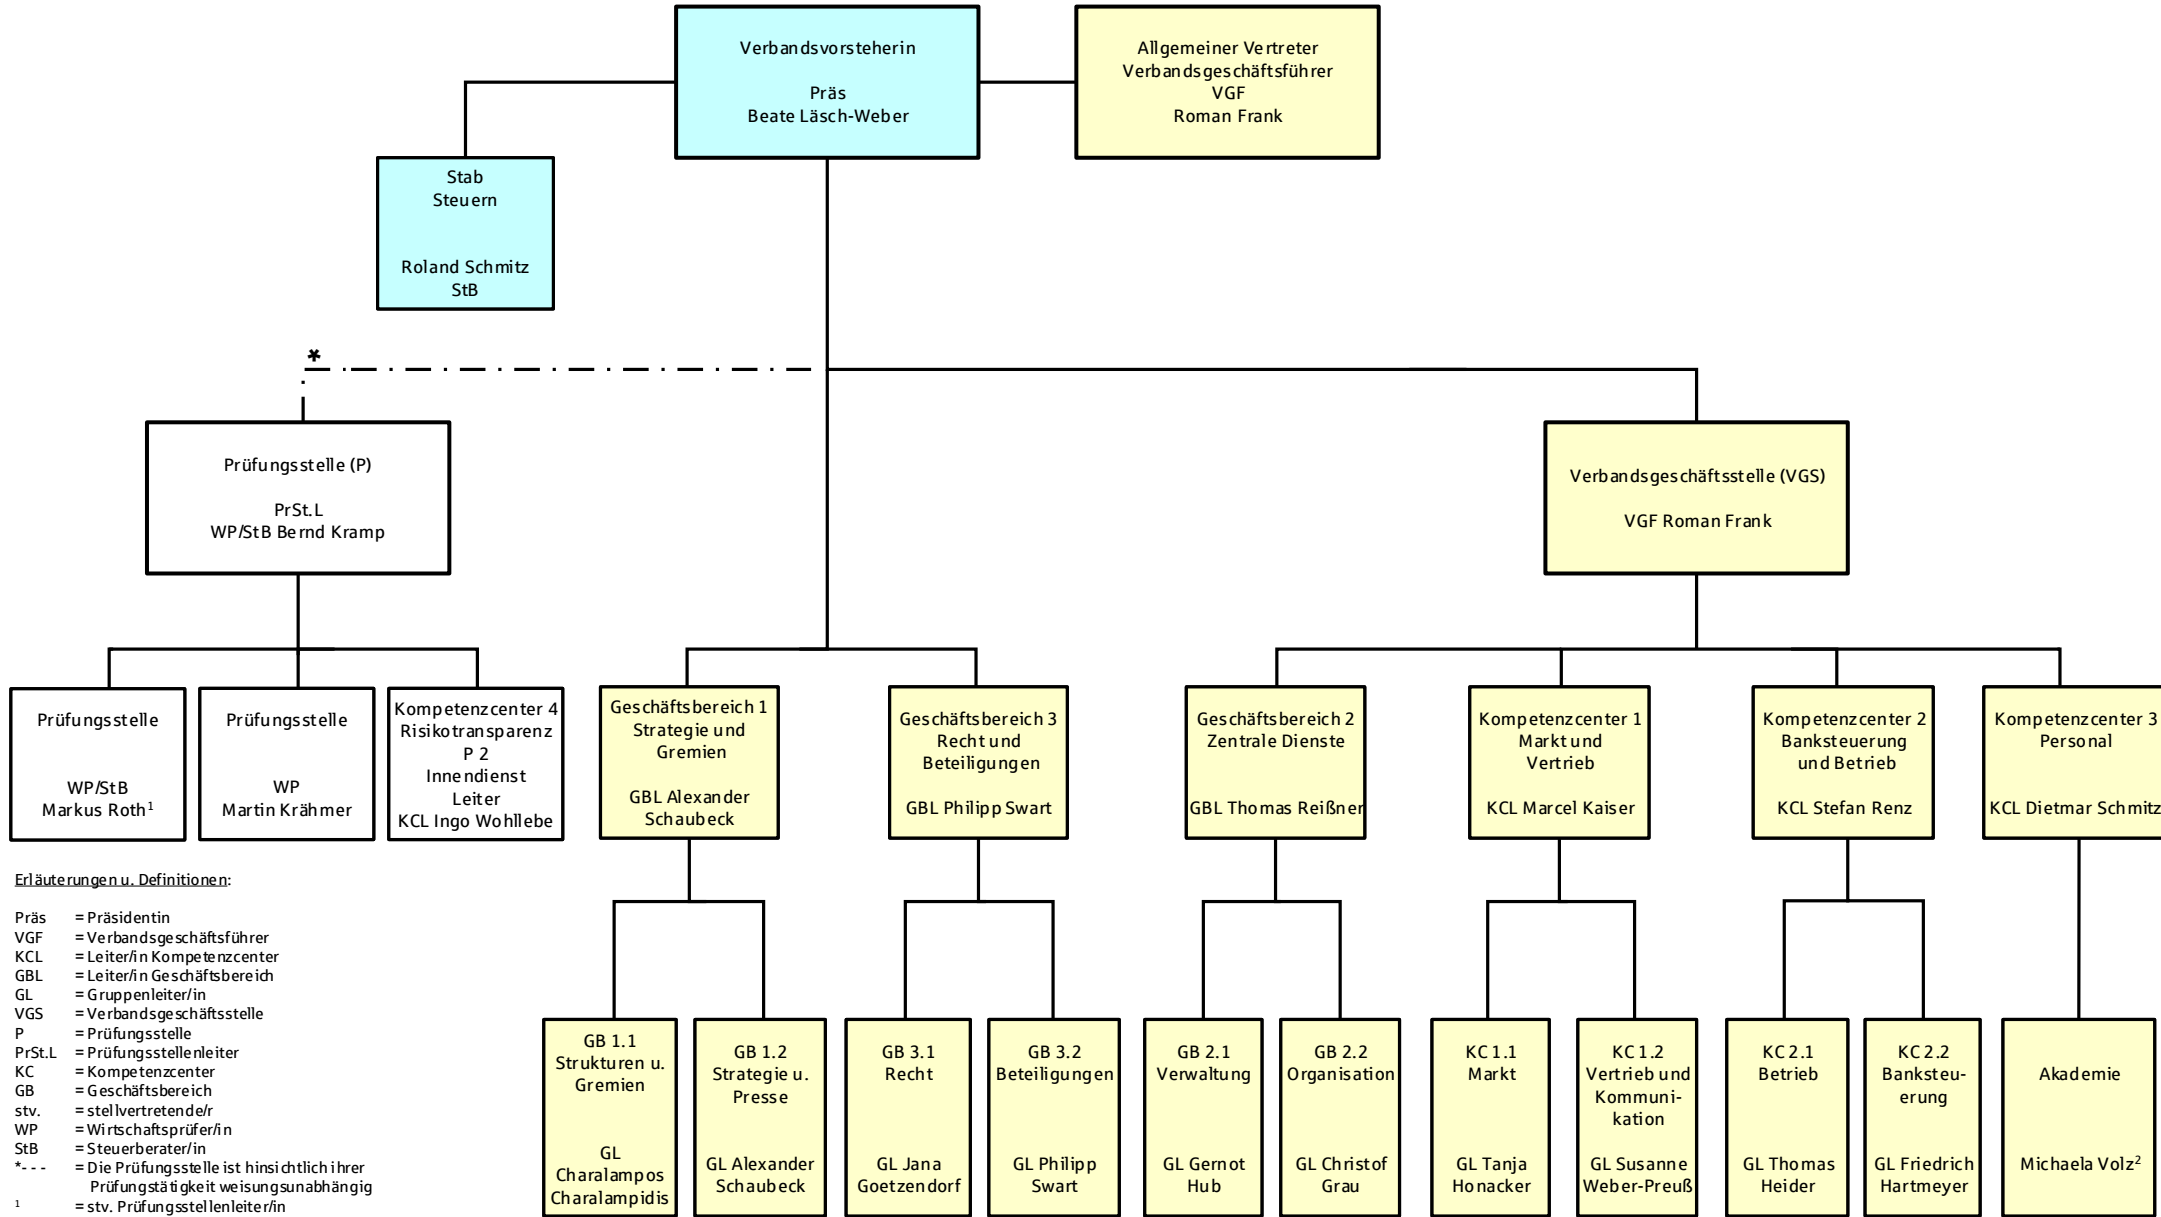 Verbandsvorsteherin
Präs
Beate Läsch-Weber
Allgemeiner Vertreter
Verbandsgeschäftsführer
VGF
Roman Frank
Stab
Steuern
Roland Schmitz
StB
*
Prüfungsstelle (P)
PrSt.L
WP/StB Bernd Kramp
Verbandsgeschäftsstelle (VGS)
VGF Roman Frank
Prüfungsstelle
WP/StB
Markus Roth¹
Prüfungsstelle
WP
Martin Krähmer
Kompetenzcenter 4
Risikotransparenz
P 2
Innendienst
Leiter
KCL Ingo Wohllebe
Geschäftsbereich 1
Strategie und
Gremien
GBL Alexander
Schaubeck
Geschäftsbereich 3
Recht und
Beteiligungen
GBL Philipp Swart
Geschäftsbereich 2
Zentrale Dienste
GBL Thomas Reißner
Kompetenzcenter 1
Markt und
Vertrieb
KCL Marcel Kaiser
Kompetenzcenter 2
Banksteuerung
und Betrieb
KCL Stefan Renz
Kompetenzcenter 3
Personal
KCL Dietmar Schmitz
Erläuterungen u. Definitionen:
Präs = Präsidentin
VGF = Verbandsgeschäftsführer
KCL = Leiter/in Kompetenzcenter
GBL = Leiter/in Geschäftsbereich
GL = Gruppenleiter/in
VGS = Verbandsgeschäftsstelle
P = Prüfungsstelle
PrSt.L = Prüfungsstellenleiter
KC = Kompetenzcenter
GB = Geschäftsbereich
stv. = stellvertretende/r
WP = Wirtschaftsprüfer/in
StB = Steuerberater/in
*- - - = Die Prüfungsstelle ist hinsichtlich ihrer
Prüfungstätigkeit weisungsunabhängig
¹ = stv. Prüfungsstellenleiter/in
GB 1.1
Strukturen u.
Gremien
GL
Charalampos
Charalampidis
GB 1.2
Strategie u.
Presse
GL Alexander
Schaubeck
GB 3.1
Recht
GL Jana
Goetzendorf
GB 3.2
Beteiligungen
GL Philipp
Swart
GB 2.1
Verwaltung
GL Gernot
Hub
GB 2.2
Organisation
GL Christof
Grau
KC 1.1
Markt
GL Tanja
Honacker
KC 1.2
Vertrieb und
Kommuni-
kation
GL Susanne
Weber-Preuß
KC 2.1
Betrieb
GL Thomas
Heider
KC 2.2
Banksteu-
erung
GL Friedrich
Hartmeyer
Akademie
Michaela Volz²